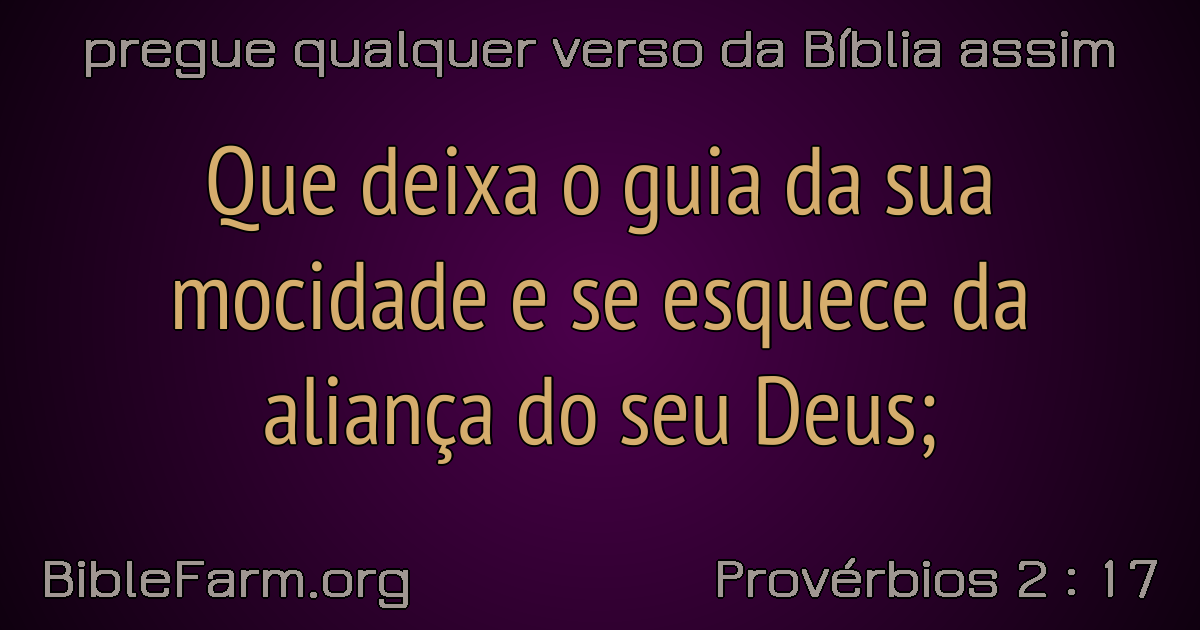 pregue qualquer verso da Bíblia assim
Que deixa o guia da sua
mocidade e se esquece da
aliança do seu Deus;
BibleFarm.org
Provérbios 2 : 17